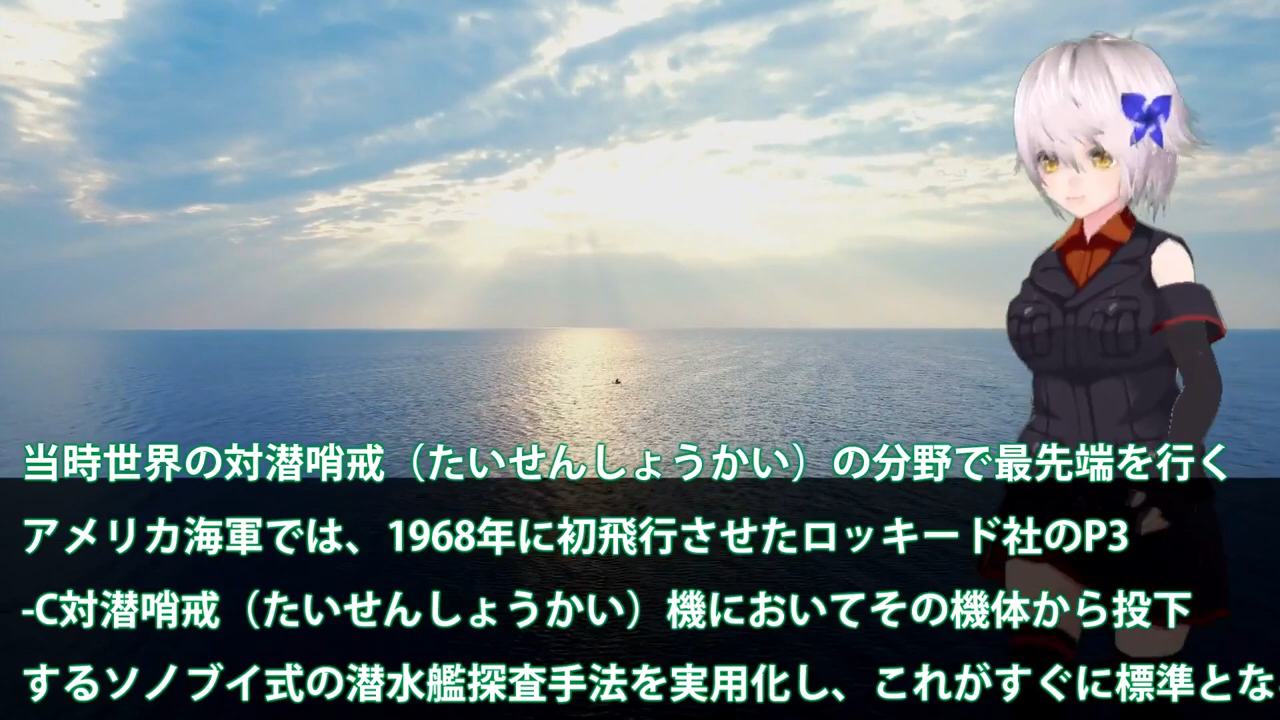 当時世界の対潜哨戒（たいせんしょうかい）の分野で最先端を行く
アメリカ海軍では、1968年に初飛行させたロッキード社のP3
-C対潜哨戒（たいせんしょうかい）機においてその機体から投下
するソノブイ式の潜水艦探査手法を実用化し、これがすぐに標準とな